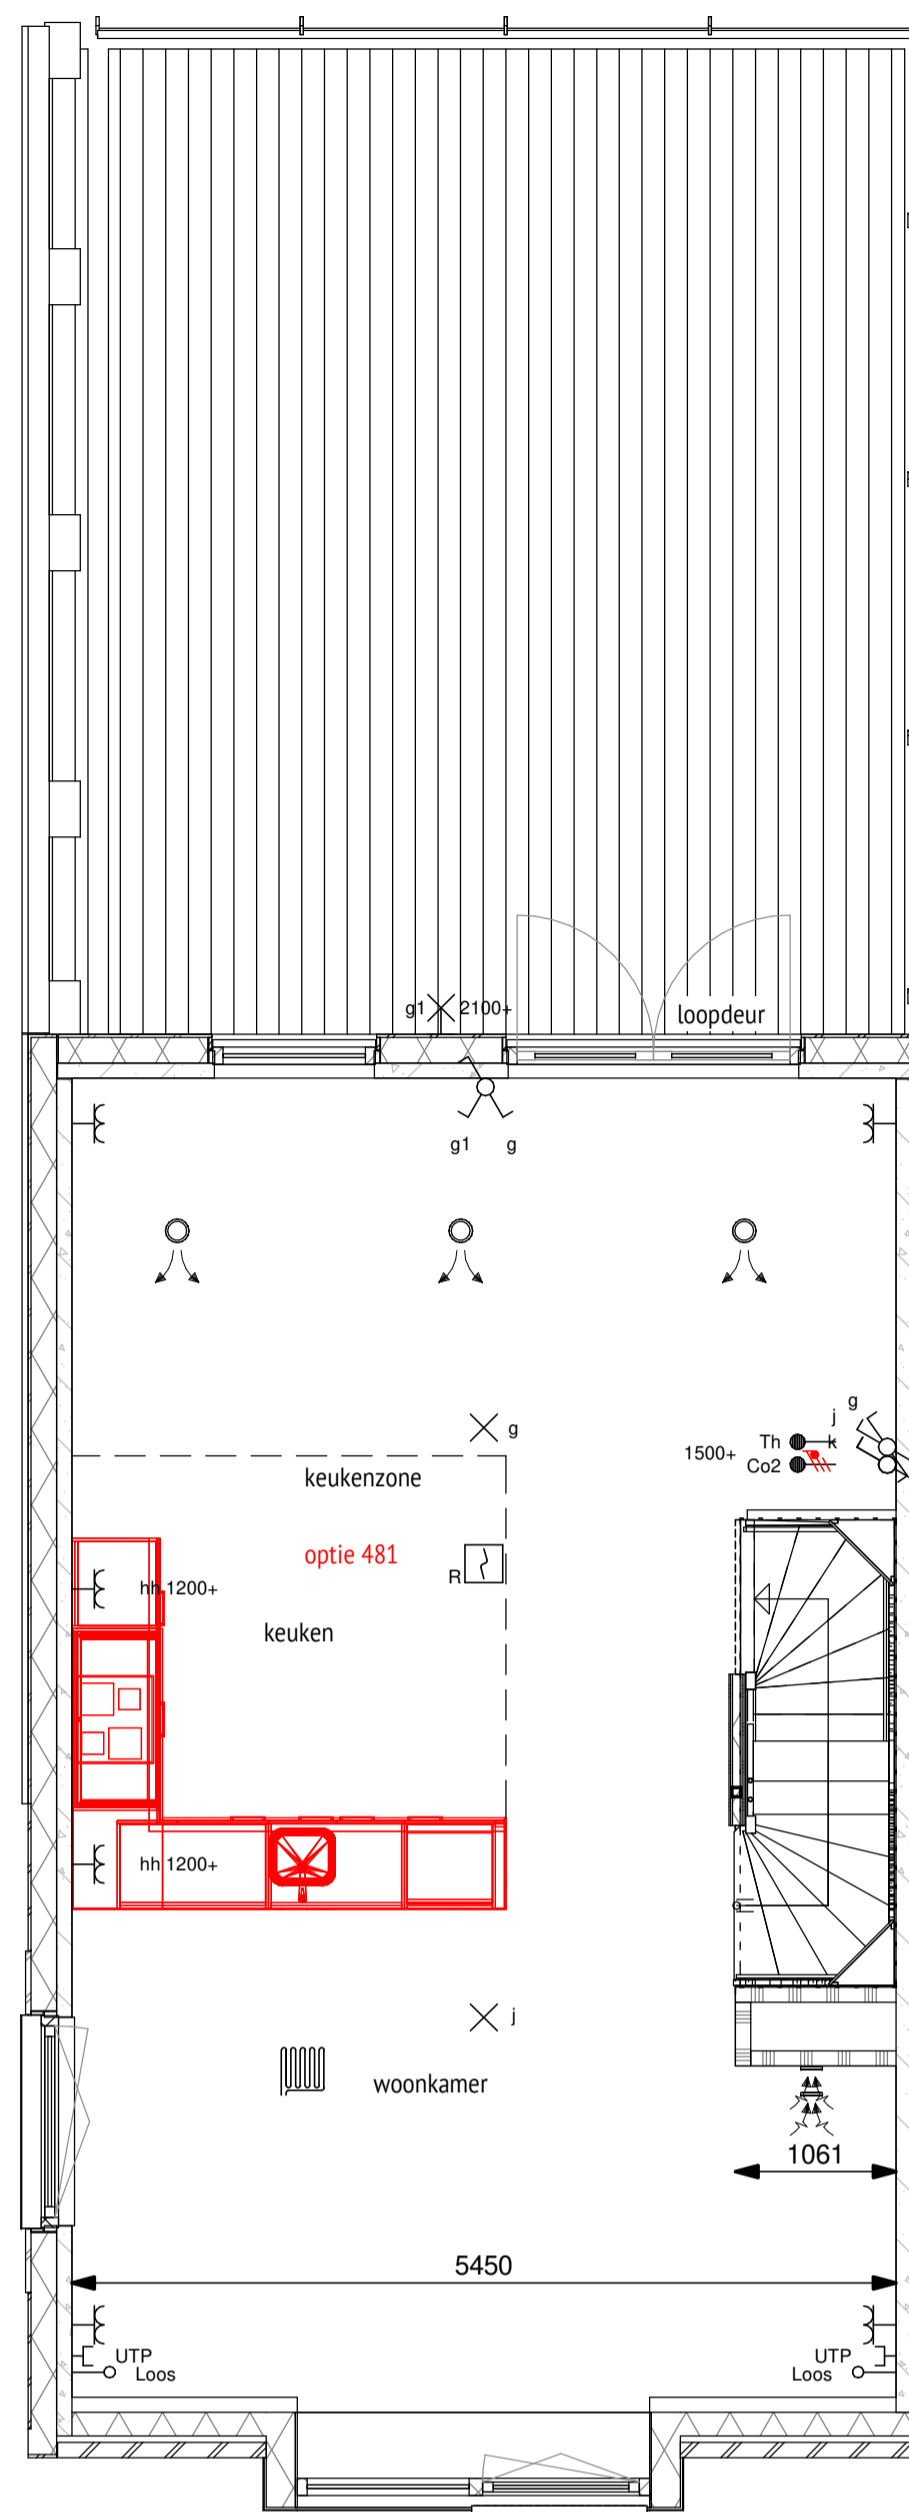 g1 2100+
loopdeur
g1 g
g
g
j
Th k
1500+
Co2
keukenzone
optie 481
R
hh 1200+
keuken
hh 1200+
j
woonkamer
1061
5450
UTP UTP
Loos Loos